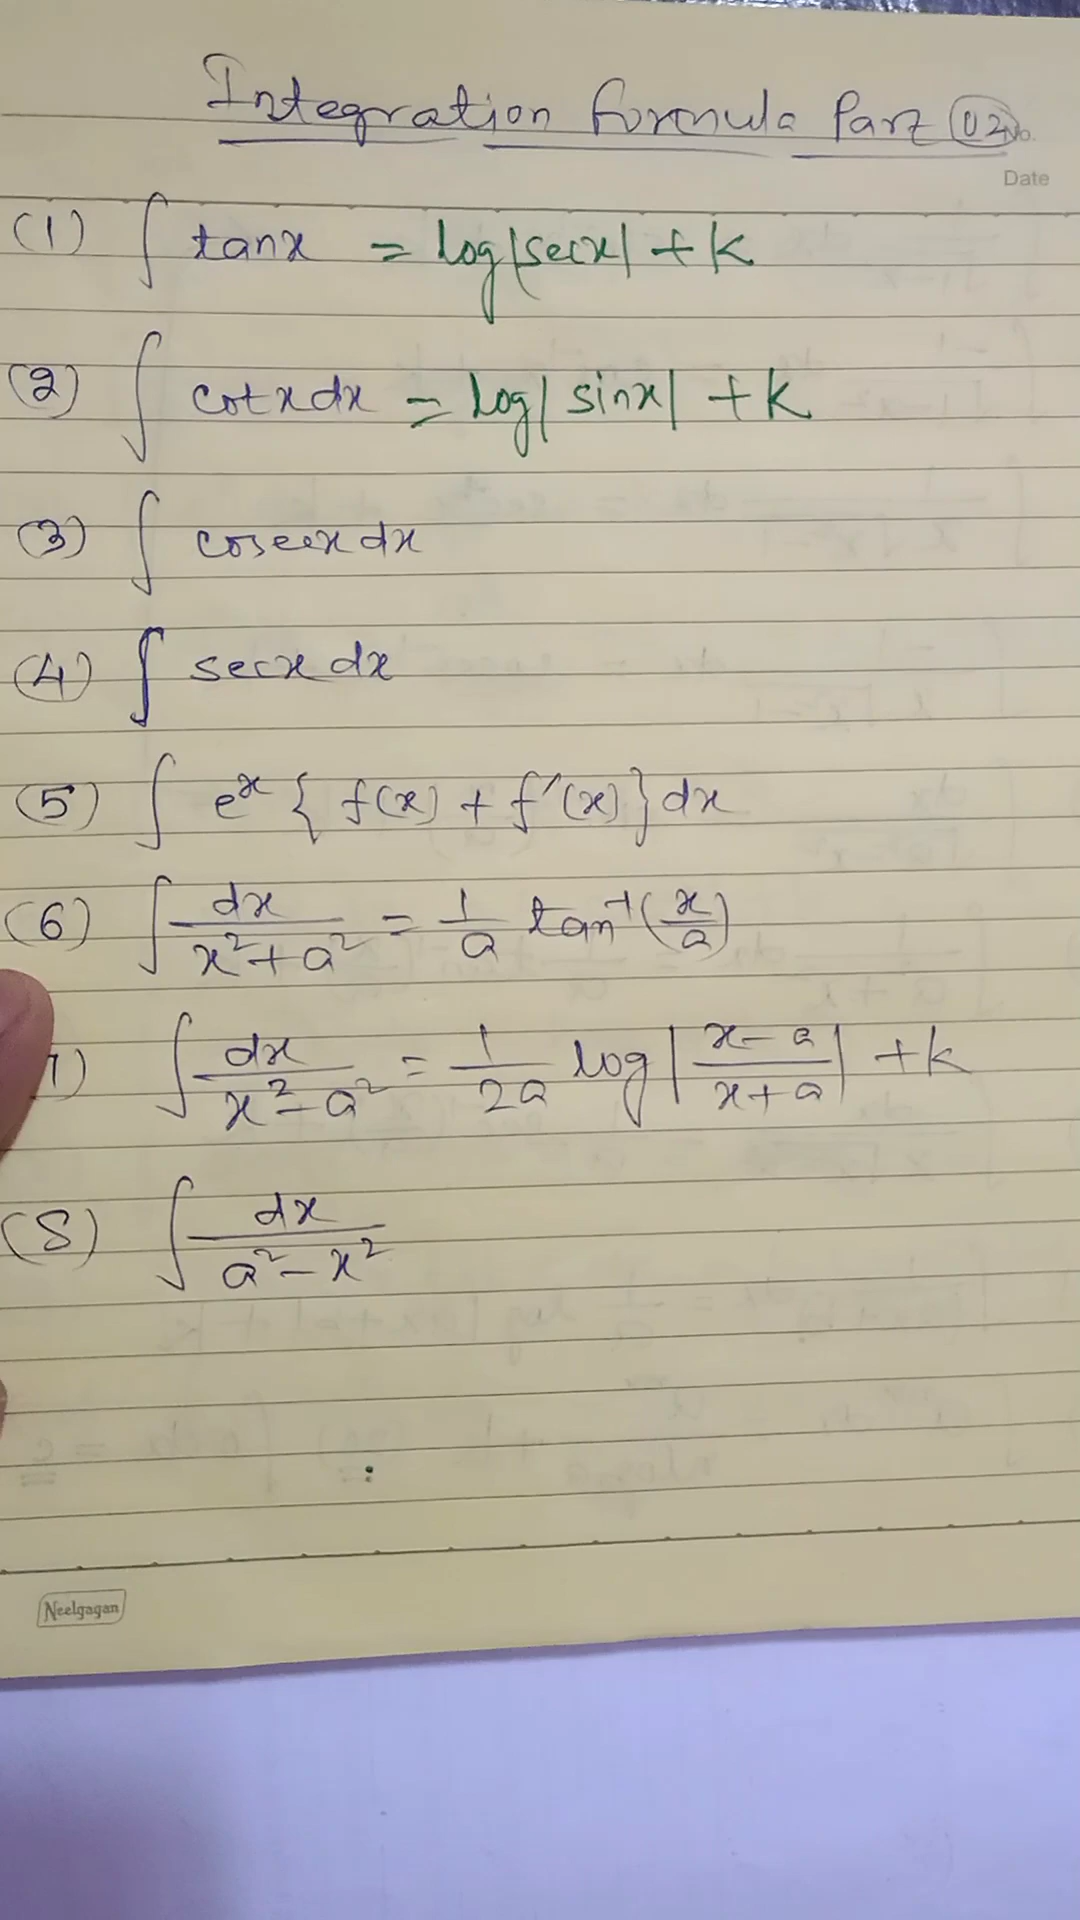 Integration formula Part 02
No.
Date
(1) ∫ tanx = log|secx| + k
(2) ∫ cotxdx = log|sinx| + k
(3) ∫ cosecx dx
(4) ∫ secx dx
(5) ∫ e^x { f(x) + f'(x)} dx
(6) ∫ dx/(x²+a²) = 1/a tan⁻¹(x/a)
7) ∫ dx/(x²-a²) = 1/2a log|(x-a)/(x+a)| + k
(8) ∫ dx/(a²-x²)
Neelgagan